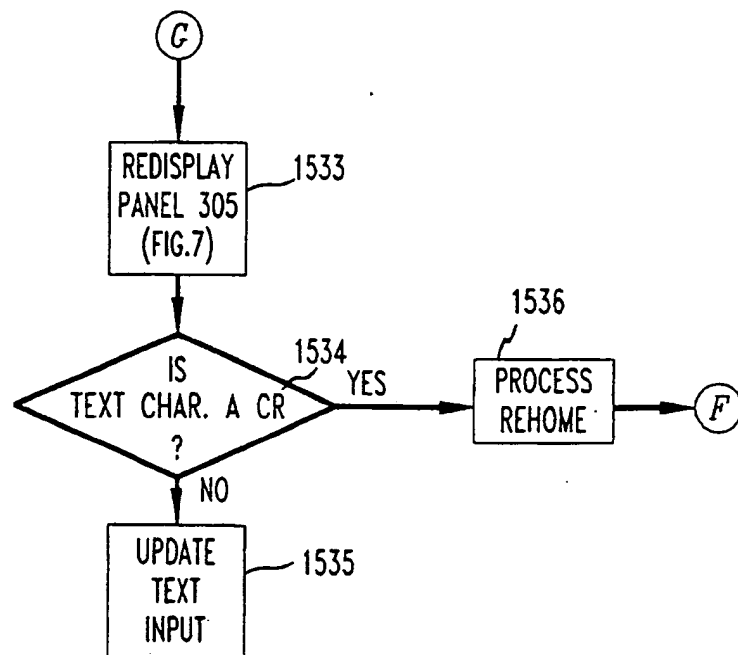 G
REDISPLAY
PANEL 305
(FIG.7)
1533
IS
TEXT CHAR. A CR
?
1534
YES
1536
PROCESS
REHOME
F
NO
UPDATE
TEXT
INPUT
1535